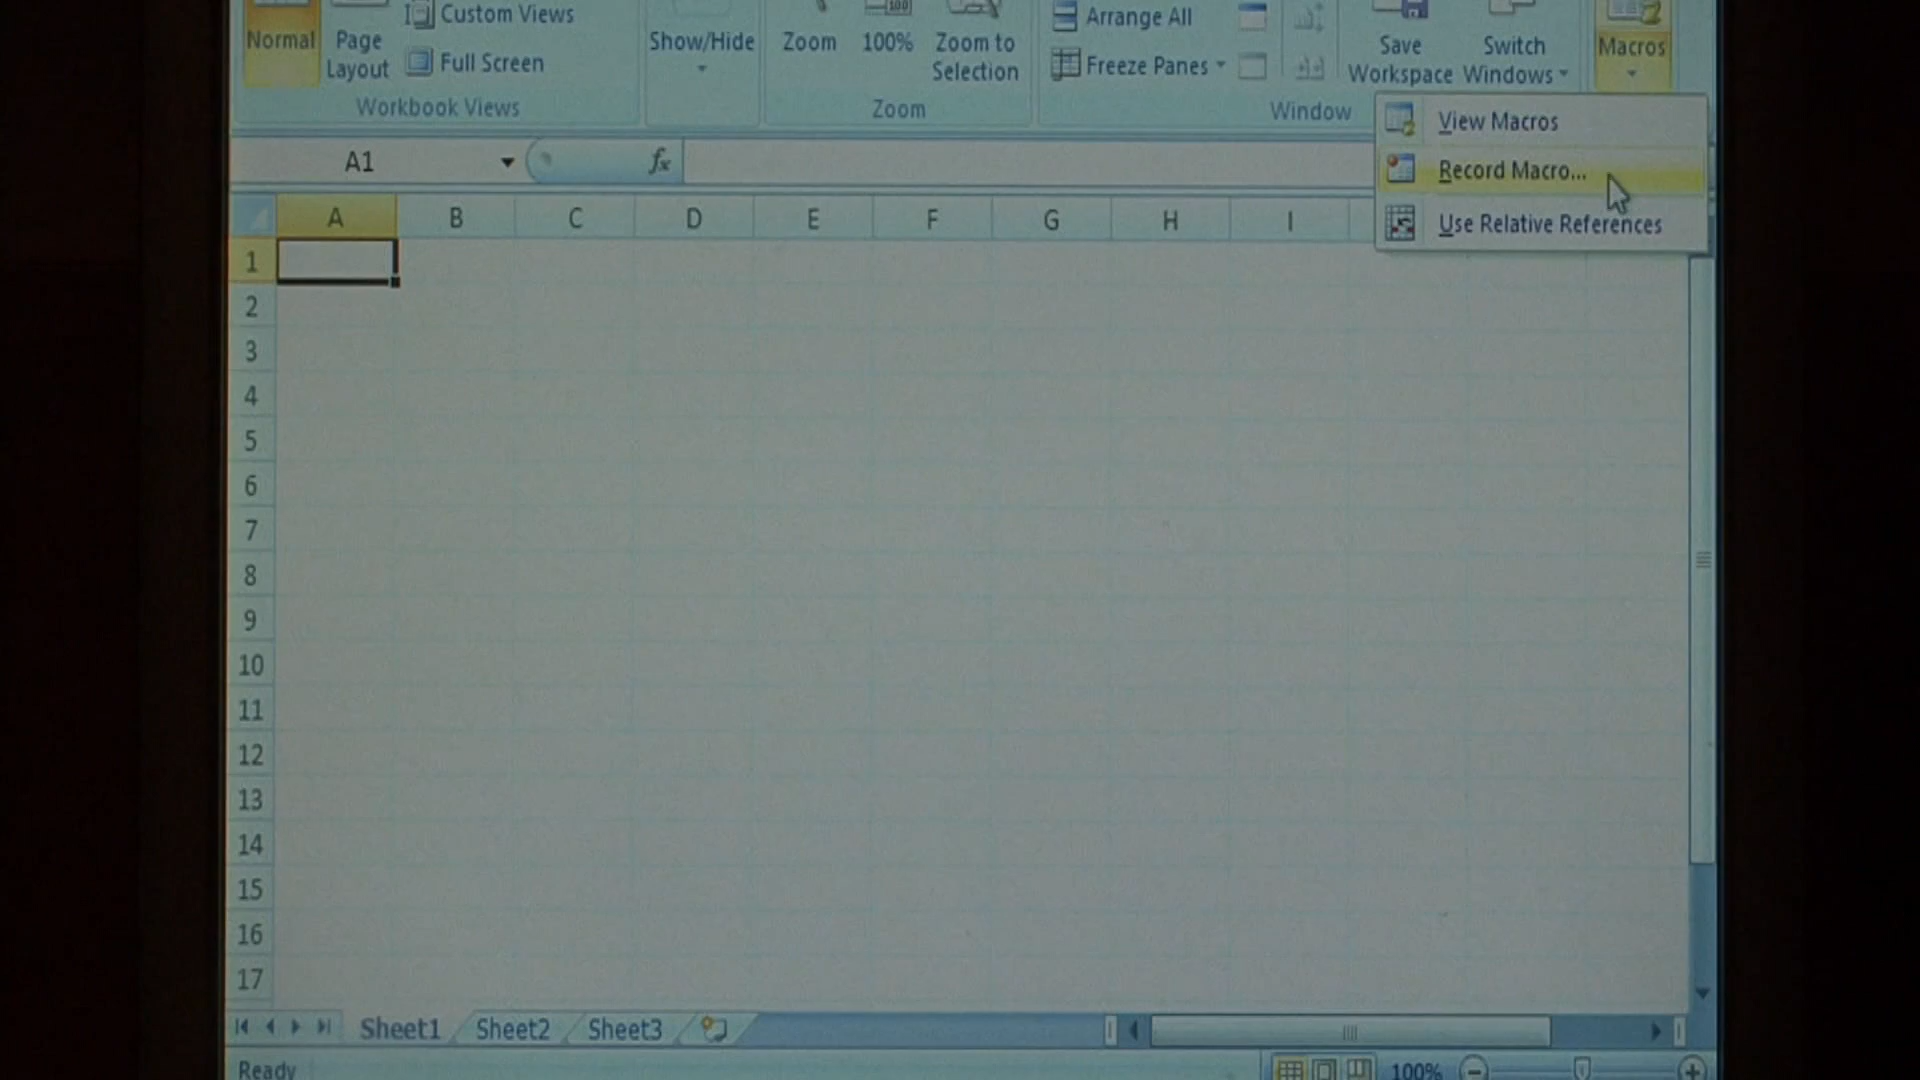 Custom Views
Normal
Page
Layout
Full Screen
Workbook Views
Show/Hide
Zoom
100%
Zoom to
Selection
Zoom
Arrange All
Freeze Panes
Save
Workspace
Switch
Windows
Window
Macros
View Macros
Record Macro...
Use Relative References
A1
fx
A B C D E F G H I
1
2
3
4
5
6
7
8
9
10
11
12
13
14
15
16
17
Sheet1 Sheet2 Sheet3
Ready
100%